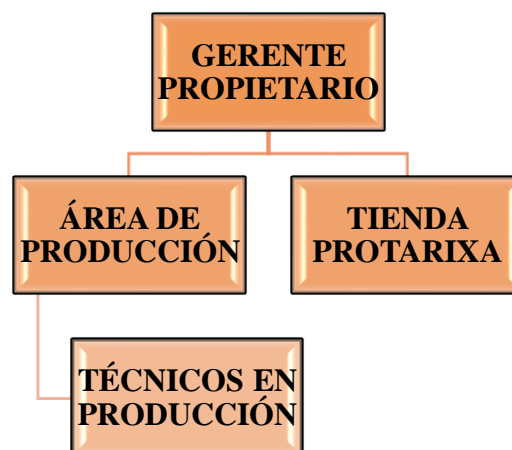 GERENTE
PROPIETARIO
ÁREA DE
PRODUCCIÓN
TIENDA
PROTARIXA
TÉCNICOS EN
PRODUCCIÓN